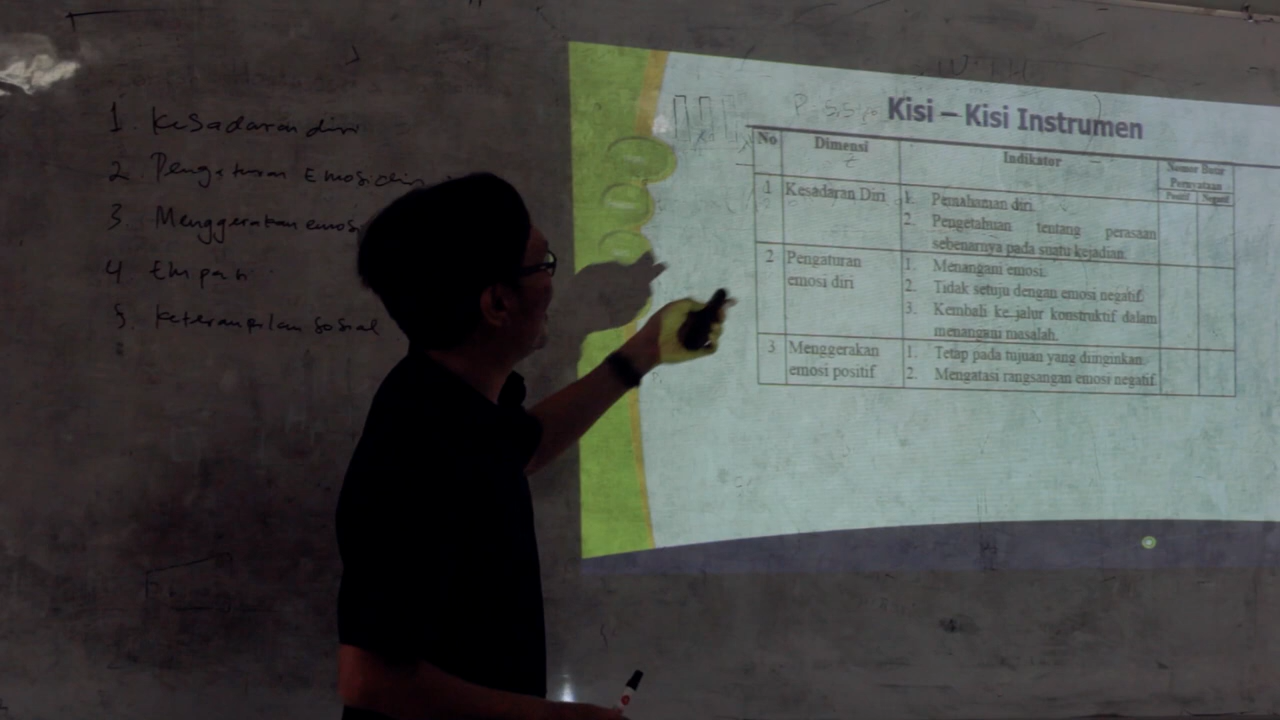 1. Kesadaran diri
2. Pengaturan Emosi diri
3. Menggerakan emosi
4 Empati
5. Keterampilan sosial
Kisi – Kisi Instrumen
No Dimensi Indikator Nomor Butir Pernyataan
Positif Negatif
1 Kesadaran Diri 1. Pemahaman diri.
2. Pengetahuan tentang perasaan
sebenarnya pada suatu kejadian.
2 Pengaturan 1. Menangani emosi.
emosi diri 2. Tidak setuju dengan emosi negatif.
3. Kembali ke jalur konstruktif dalam
menangani masalah.
3 Menggerakan 1. Tetap pada tujuan yang diinginkan.
emosi positif 2. Mengatasi rangsangan emosi negatif.